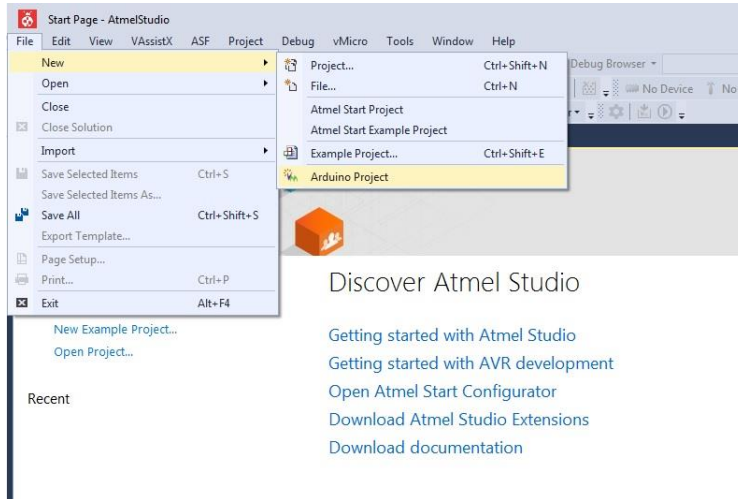 Start Page - AtmelStudio
File Edit View VAssistX ASF Project Debug vMicro Tools Window Help
New
Open
Close
Close Solution
Import
Save Selected Items Ctrl+S
Save Selected Items As...
Save All Ctrl+Shift+S
Export Template...
Page Setup...
Print... Ctrl+P
Exit Alt+F4
Project... Ctrl+Shift+N
File... Ctrl+N
Atmel Start Project
Atmel Start Example Project
Example Project... Ctrl+Shift+E
Arduino Project
Debug Browser
No Device No
New Example Project...
Open Project...
Recent
Discover Atmel Studio
Getting started with Atmel Studio
Getting started with AVR development
Open Atmel Start Configurator
Download Atmel Studio Extensions
Download documentation